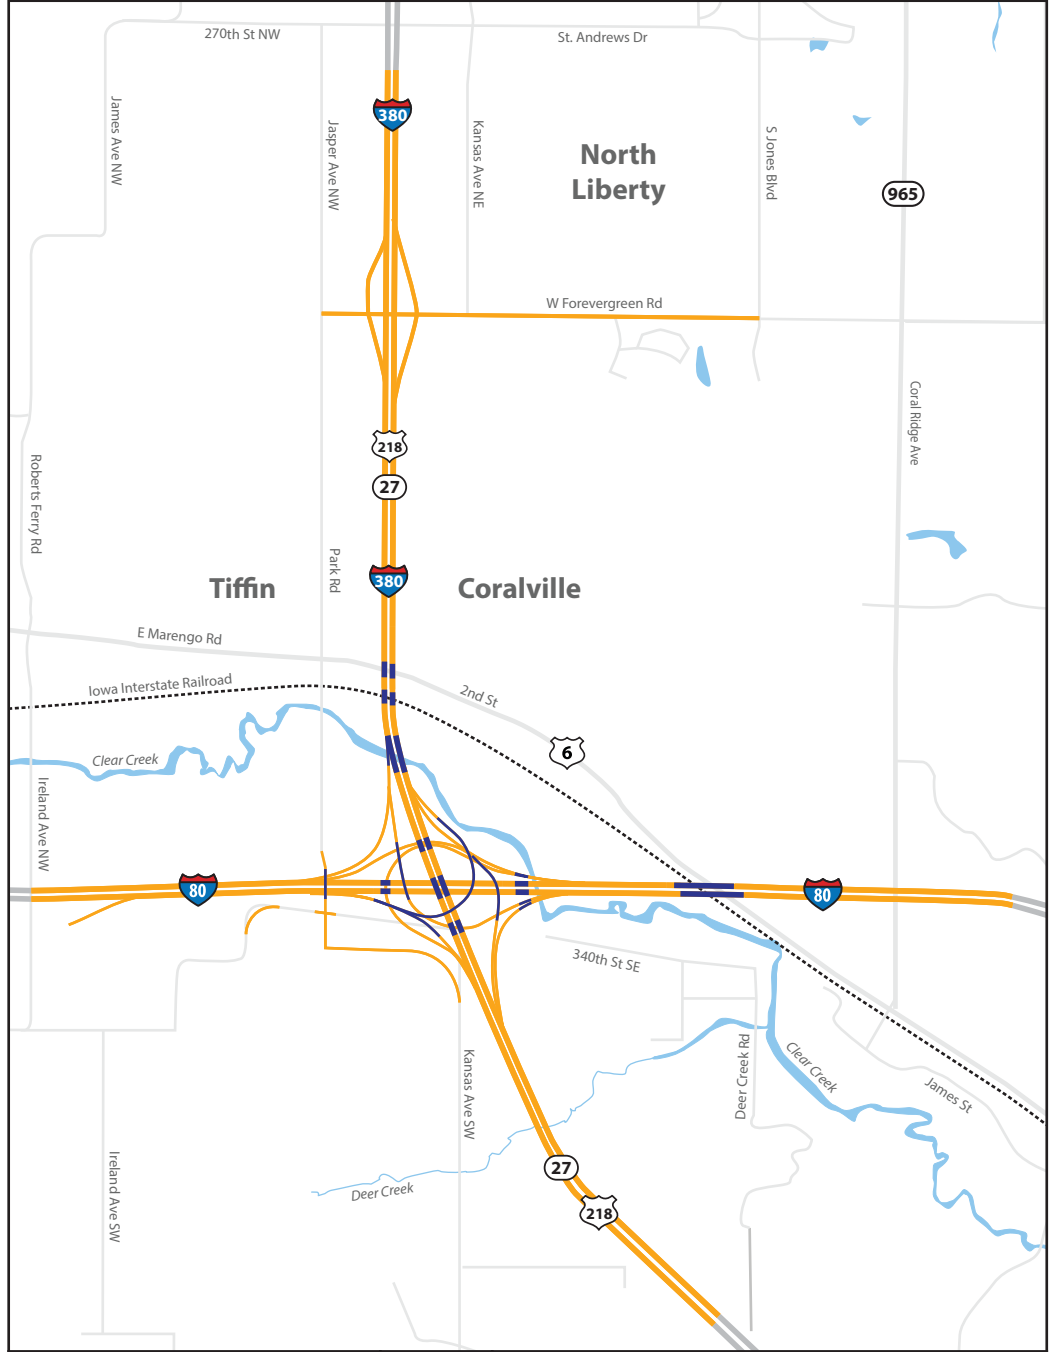 270th St NW
St. Andrews Dr
James Ave NW
380
Jasper Ave NW
Kansas Ave NE
North
Liberty
S Jones Blvd
965
W Forevergreen Rd
Coral Ridge Ave
218
27
Roberts Ferry Rd
Park Rd
380
Tiffin
Coralville
E Marengo Rd
Iowa Interstate Railroad
2nd St
6
Clear Creek
Ireland Ave NW
80
80
340th St SE
Kansas Ave SW
Deer Creek Rd
Clear Creek
James St
27
Deer Creek
218
Ireland Ave SW